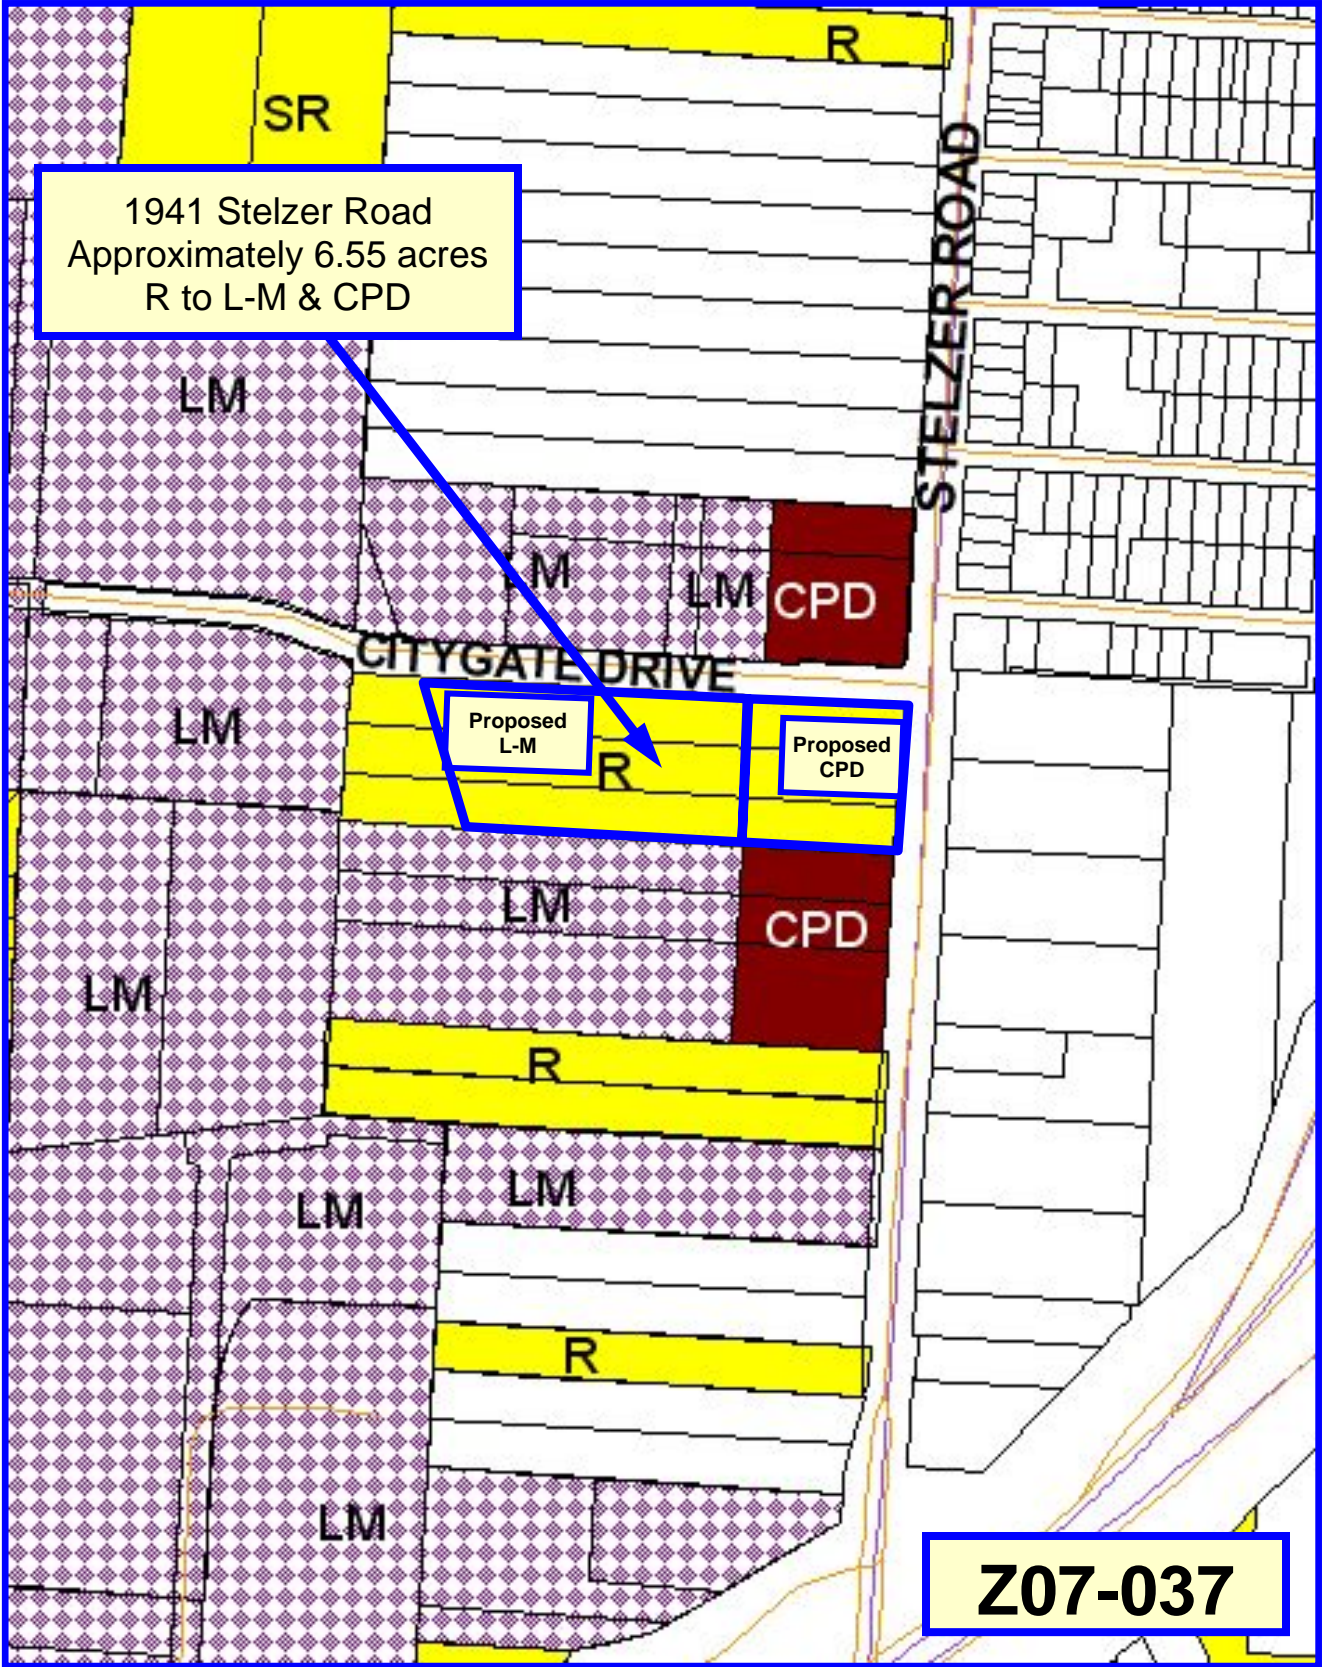 R
SR
STELZER ROAD
1941 Stelzer Road
Approximately 6.55 acres
R to L-M & CPD
LM
M
LM
CPD
CITYGATE DRIVE
LM
Proposed
L-M
R
Proposed
CPD
LM
CPD
LM
R
LM
LM
R
LM
Z07-037